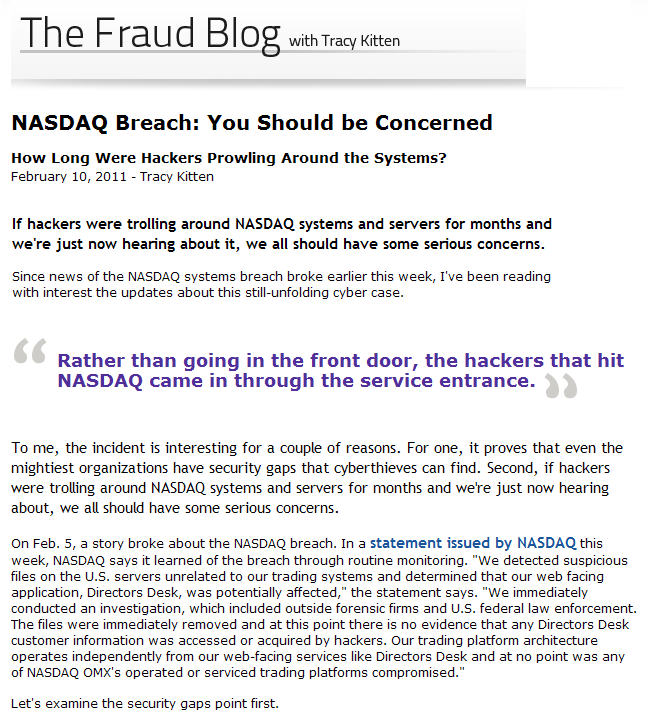 The Fraud Blog with Tracy Kitten
NASDAQ Breach: You Should be Concerned
How Long Were Hackers Prowling Around the Systems?
February 10, 2011 - Tracy Kitten
If hackers were trolling around NASDAQ systems and servers for months and
we're just now hearing about it, we all should have some serious concerns.
Since news of the NASDAQ systems breach broke earlier this week, I've been reading
with interest the updates about this still-unfolding cyber case.
“ Rather than going in the front door, the hackers that hit
NASDAQ came in through the service entrance. ”
To me, the incident is interesting for a couple of reasons. For one, it proves that even the
mightiest organizations have security gaps that cyberthieves can find. Second, if hackers
were trolling around NASDAQ systems and servers for months and we're just now hearing
about, we all should have some serious concerns.
On Feb. 5, a story broke about the NASDAQ breach. In a statement issued by NASDAQ this
week, NASDAQ says it learned of the breach through routine monitoring. "We detected suspicious
files on the U.S. servers unrelated to our trading systems and determined that our web facing
application, Directors Desk, was potentially affected," the statement says. "We immediately
conducted an investigation, which included outside forensic firms and U.S. federal law enforcement.
The files were immediately removed and at this point there is no evidence that any Directors Desk
customer information was accessed or acquired by hackers. Our trading platform architecture
operates independently from our web-facing services like Directors Desk and at no point was any
of NASDAQ OMX's operated or serviced trading platforms compromised."
Let's examine the security gaps point first.